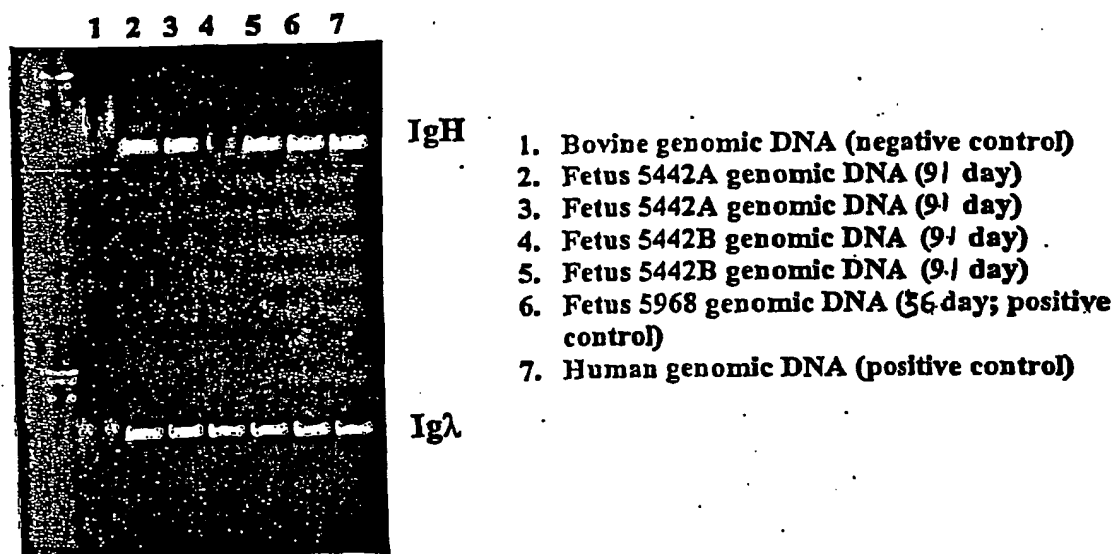 1 2 3 4 5 6 7
IgH
1. Bovine genomic DNA (negative control)
2. Fetus 5442A genomic DNA (91 day)
3. Fetus 5442A genomic DNA (91 day)
4. Fetus 5442B genomic DNA (91 day)
5. Fetus 5442B genomic DNA (91 day)
6. Fetus 5968 genomic DNA (56 day; positive
control)
7. Human genomic DNA (positive control)
Igλ